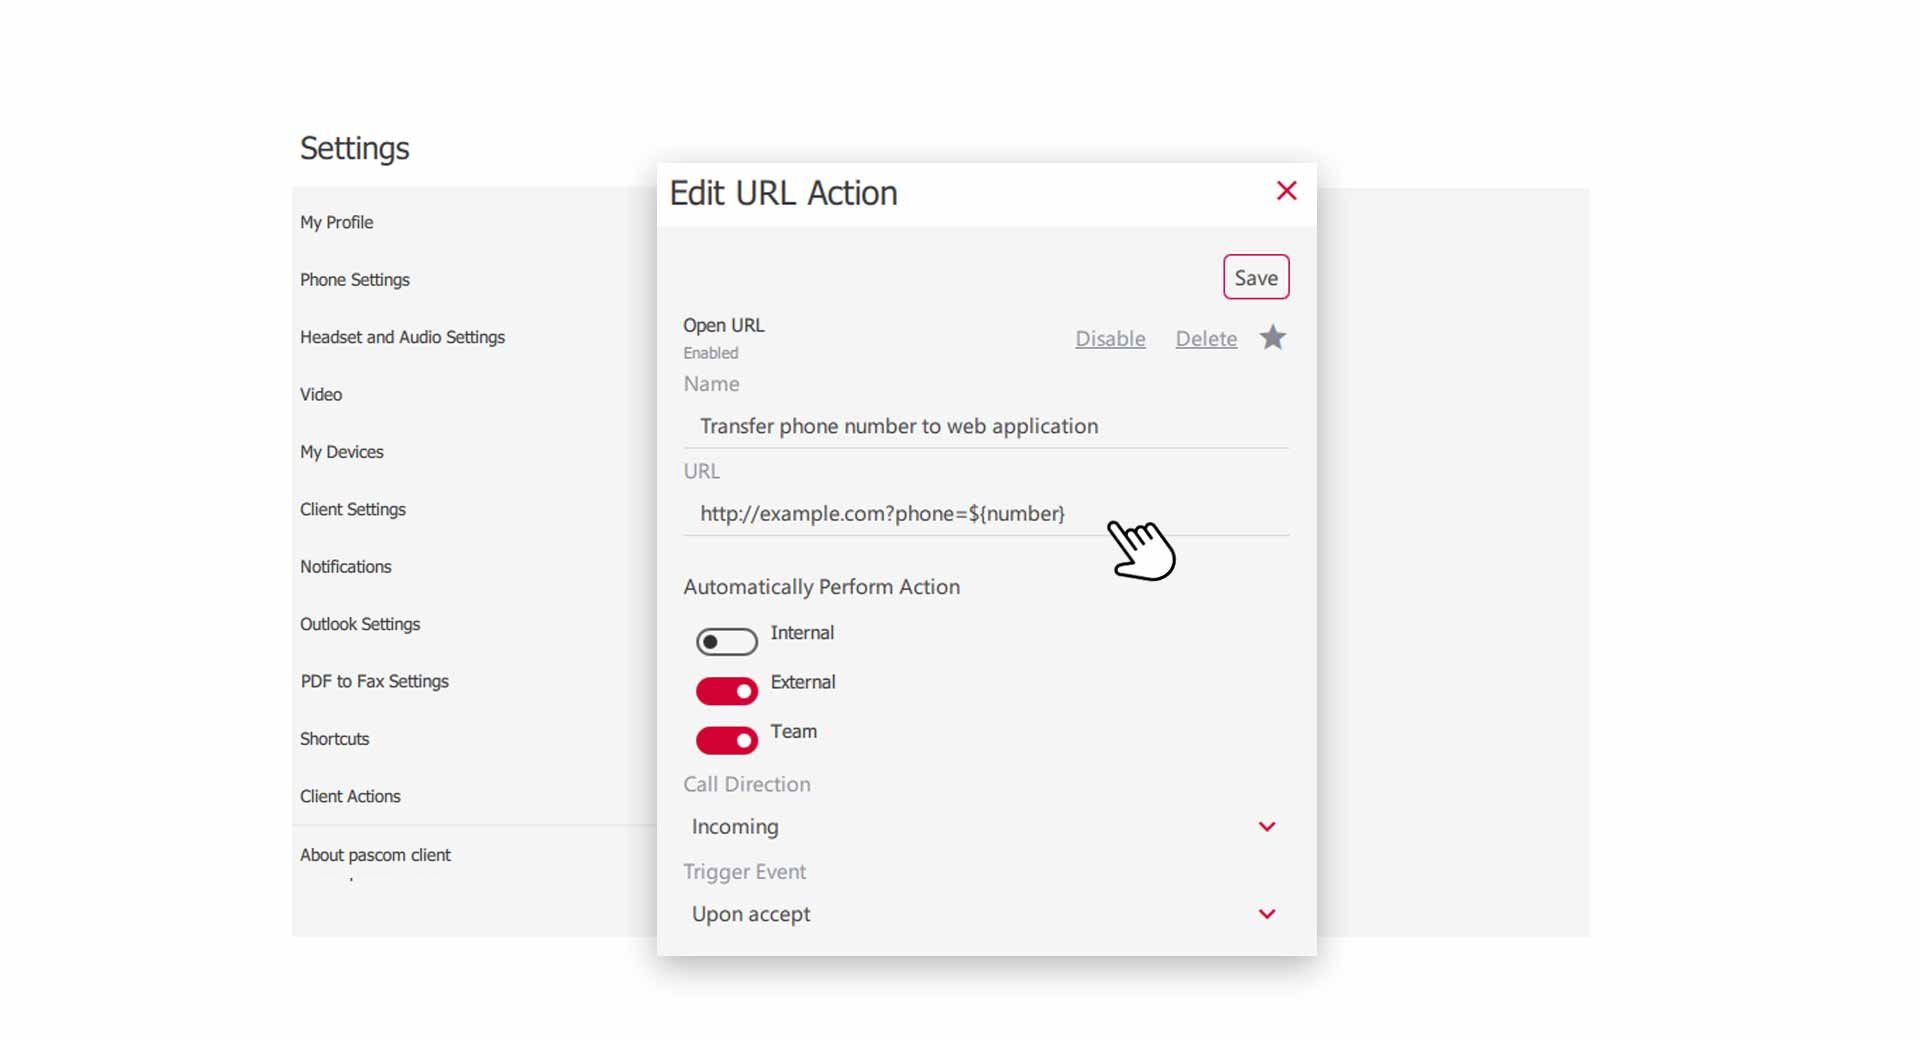 Settings
My Profile
Phone Settings
Headset and Audio Settings
Video
My Devices
Client Settings
Notifications
Outlook Settings
PDF to Fax Settings
Shortcuts
Client Actions
About pascom client
Edit URL Action
Save
Open URL
Enabled
Disable Delete
Name
Transfer phone number to web application
URL
http://example.com?phone=${number}
Automatically Perform Action
Internal
External
Team
Call Direction
Incoming
Trigger Event
Upon accept